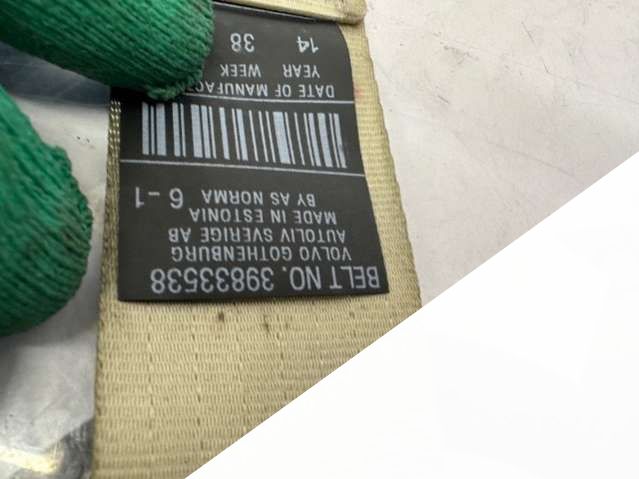 BELT NO. 39833538
VOLVO GOTHENBURG
AUTOLIV SVERIGE AB
MADE IN ESTONIA
BY AS NORMA 6-1
DATE OF MANUFAC
YEAR WEEK
14 38